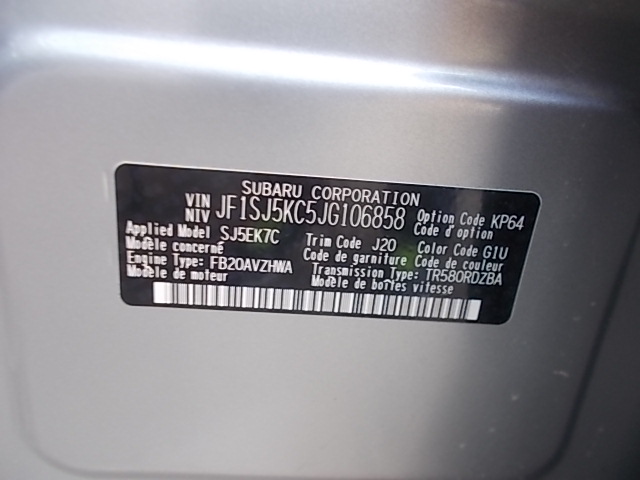 SUBARU CORPORATION
VIN
NIV JF1SJ5KC5JG106858 Option Code KP64
Code d'option
Applied Model SJ5EK7C Trim Code J20 Color Code G1U
Modèle concerné Code de garniture Code de couleur
Engine Type: FB20AVZHWA Transmission Type: TR580RDZBA
Modèle de moteur Modèle de boîtes vitesse